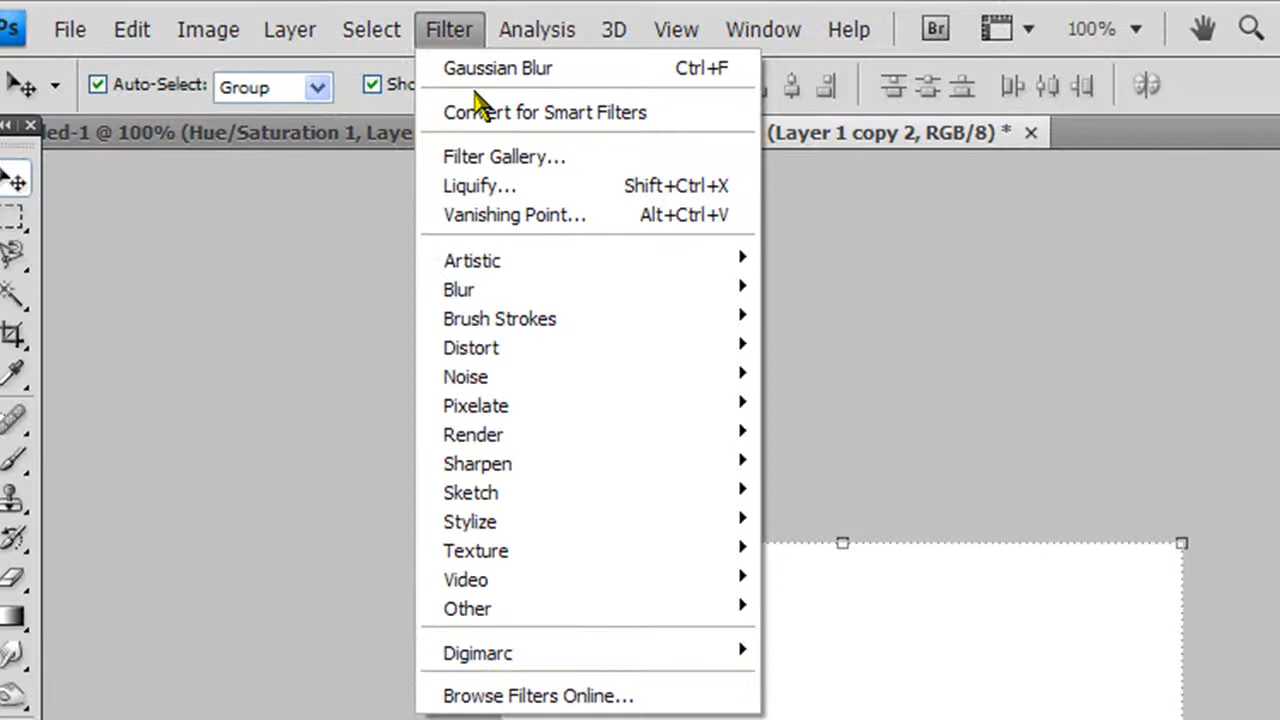 Ps File Edit Image Layer Select Filter Analysis 3D View Window Help Br 100%
Auto-Select: Group Sho
led-1 @ 100% (Hue/Saturation 1, Laye (Layer 1 copy 2, RGB/8) *
Gaussian Blur Ctrl+F
Convert for Smart Filters
Filter Gallery...
Liquify... Shift+Ctrl+X
Vanishing Point... Alt+Ctrl+V
Artistic
Blur
Brush Strokes
Distort
Noise
Pixelate
Render
Sharpen
Sketch
Stylize
Texture
Video
Other
Digimarc
Browse Filters Online...